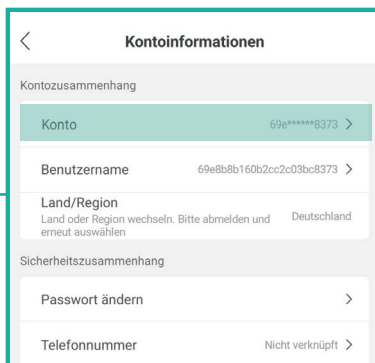 Kontoinformationen
Kontozusammenhang
Konto 69e******8373
Benutzername 69e8b8b160b2cc2c03bc8373
Land/Region
Land oder Region wechseln. Bitte abmelden und Deutschland
erneut auswählen
Sicherheitszusammenhang
Passwort ändern
Telefonnummer Nicht verknüpft